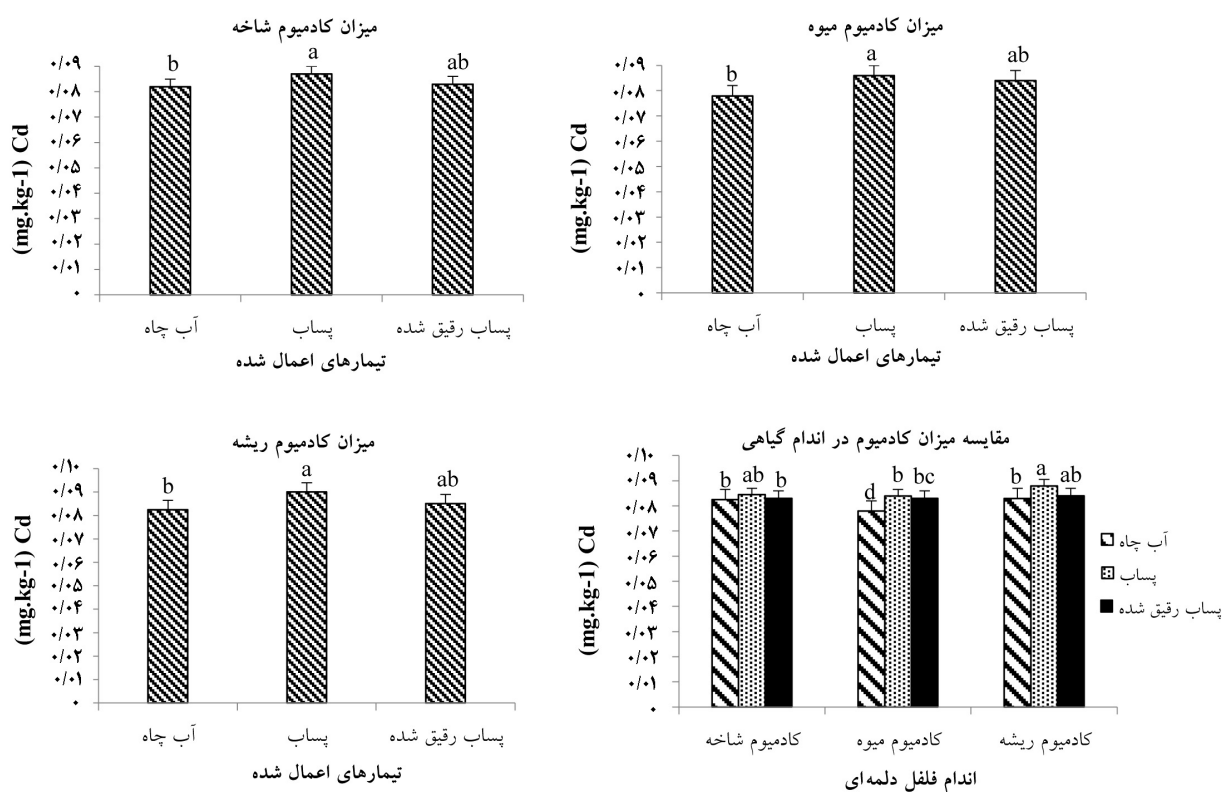 میزان کادمیوم شاخه
(mg.kg-1) Cd
۰/۰۹
۰/۰۸
۰/۰۷
۰/۰۶
۰/۰۵
۰/۰۴
۰/۰۳
۰/۰۲
۰/۰۱
۰
b
a
ab
آب چاه
پساب
پساب رقیق شده
تیمارهای اعمال شده
میزان کادمیوم میوه
(mg.kg-1) Cd
۰/۰۹
۰/۰۸
۰/۰۷
۰/۰۶
۰/۰۵
۰/۰۴
۰/۰۳
۰/۰۲
۰/۰۱
۰
b
a
ab
آب چاه
پساب
پساب رقیق شده
تیمارهای اعمال شده
میزان کادمیوم ریشه
(mg.kg-1) Cd
۰/۱۰
۰/۰۹
۰/۰۸
۰/۰۷
۰/۰۶
۰/۰۵
۰/۰۴
۰/۰۳
۰/۰۲
۰/۰۱
۰
b
a
ab
آب چاه
پساب
پساب رقیق شده
تیمارهای اعمال شده
مقایسه میزان کادمیوم در اندام گیاهی
(mg.kg-1) Cd
۰/۱۰
۰/۰۹
۰/۰۸
۰/۰۷
۰/۰۶
۰/۰۵
۰/۰۴
۰/۰۳
۰/۰۲
۰/۰۱
۰
b ab b
d b bc
b a ab
کادمیوم شاخه
کادمیوم میوه
کادمیوم ریشه
اندام فلفل دلمه‌ای
آب چاه
پساب
پساب رقیق شده